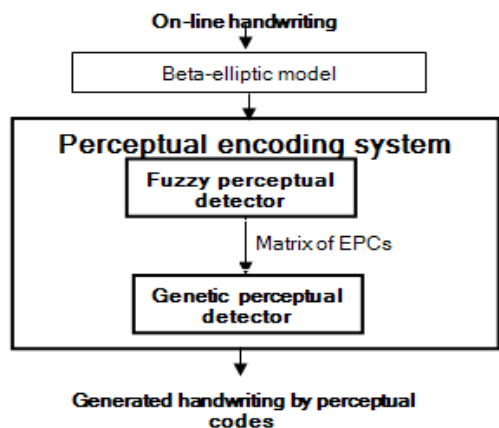 On-line handwriting
Beta-elliptic model
Perceptual encoding system
Fuzzy perceptual
detector
Matrix of EPCs
Genetic perceptual
detector
Generated handwriting by perceptual
codes